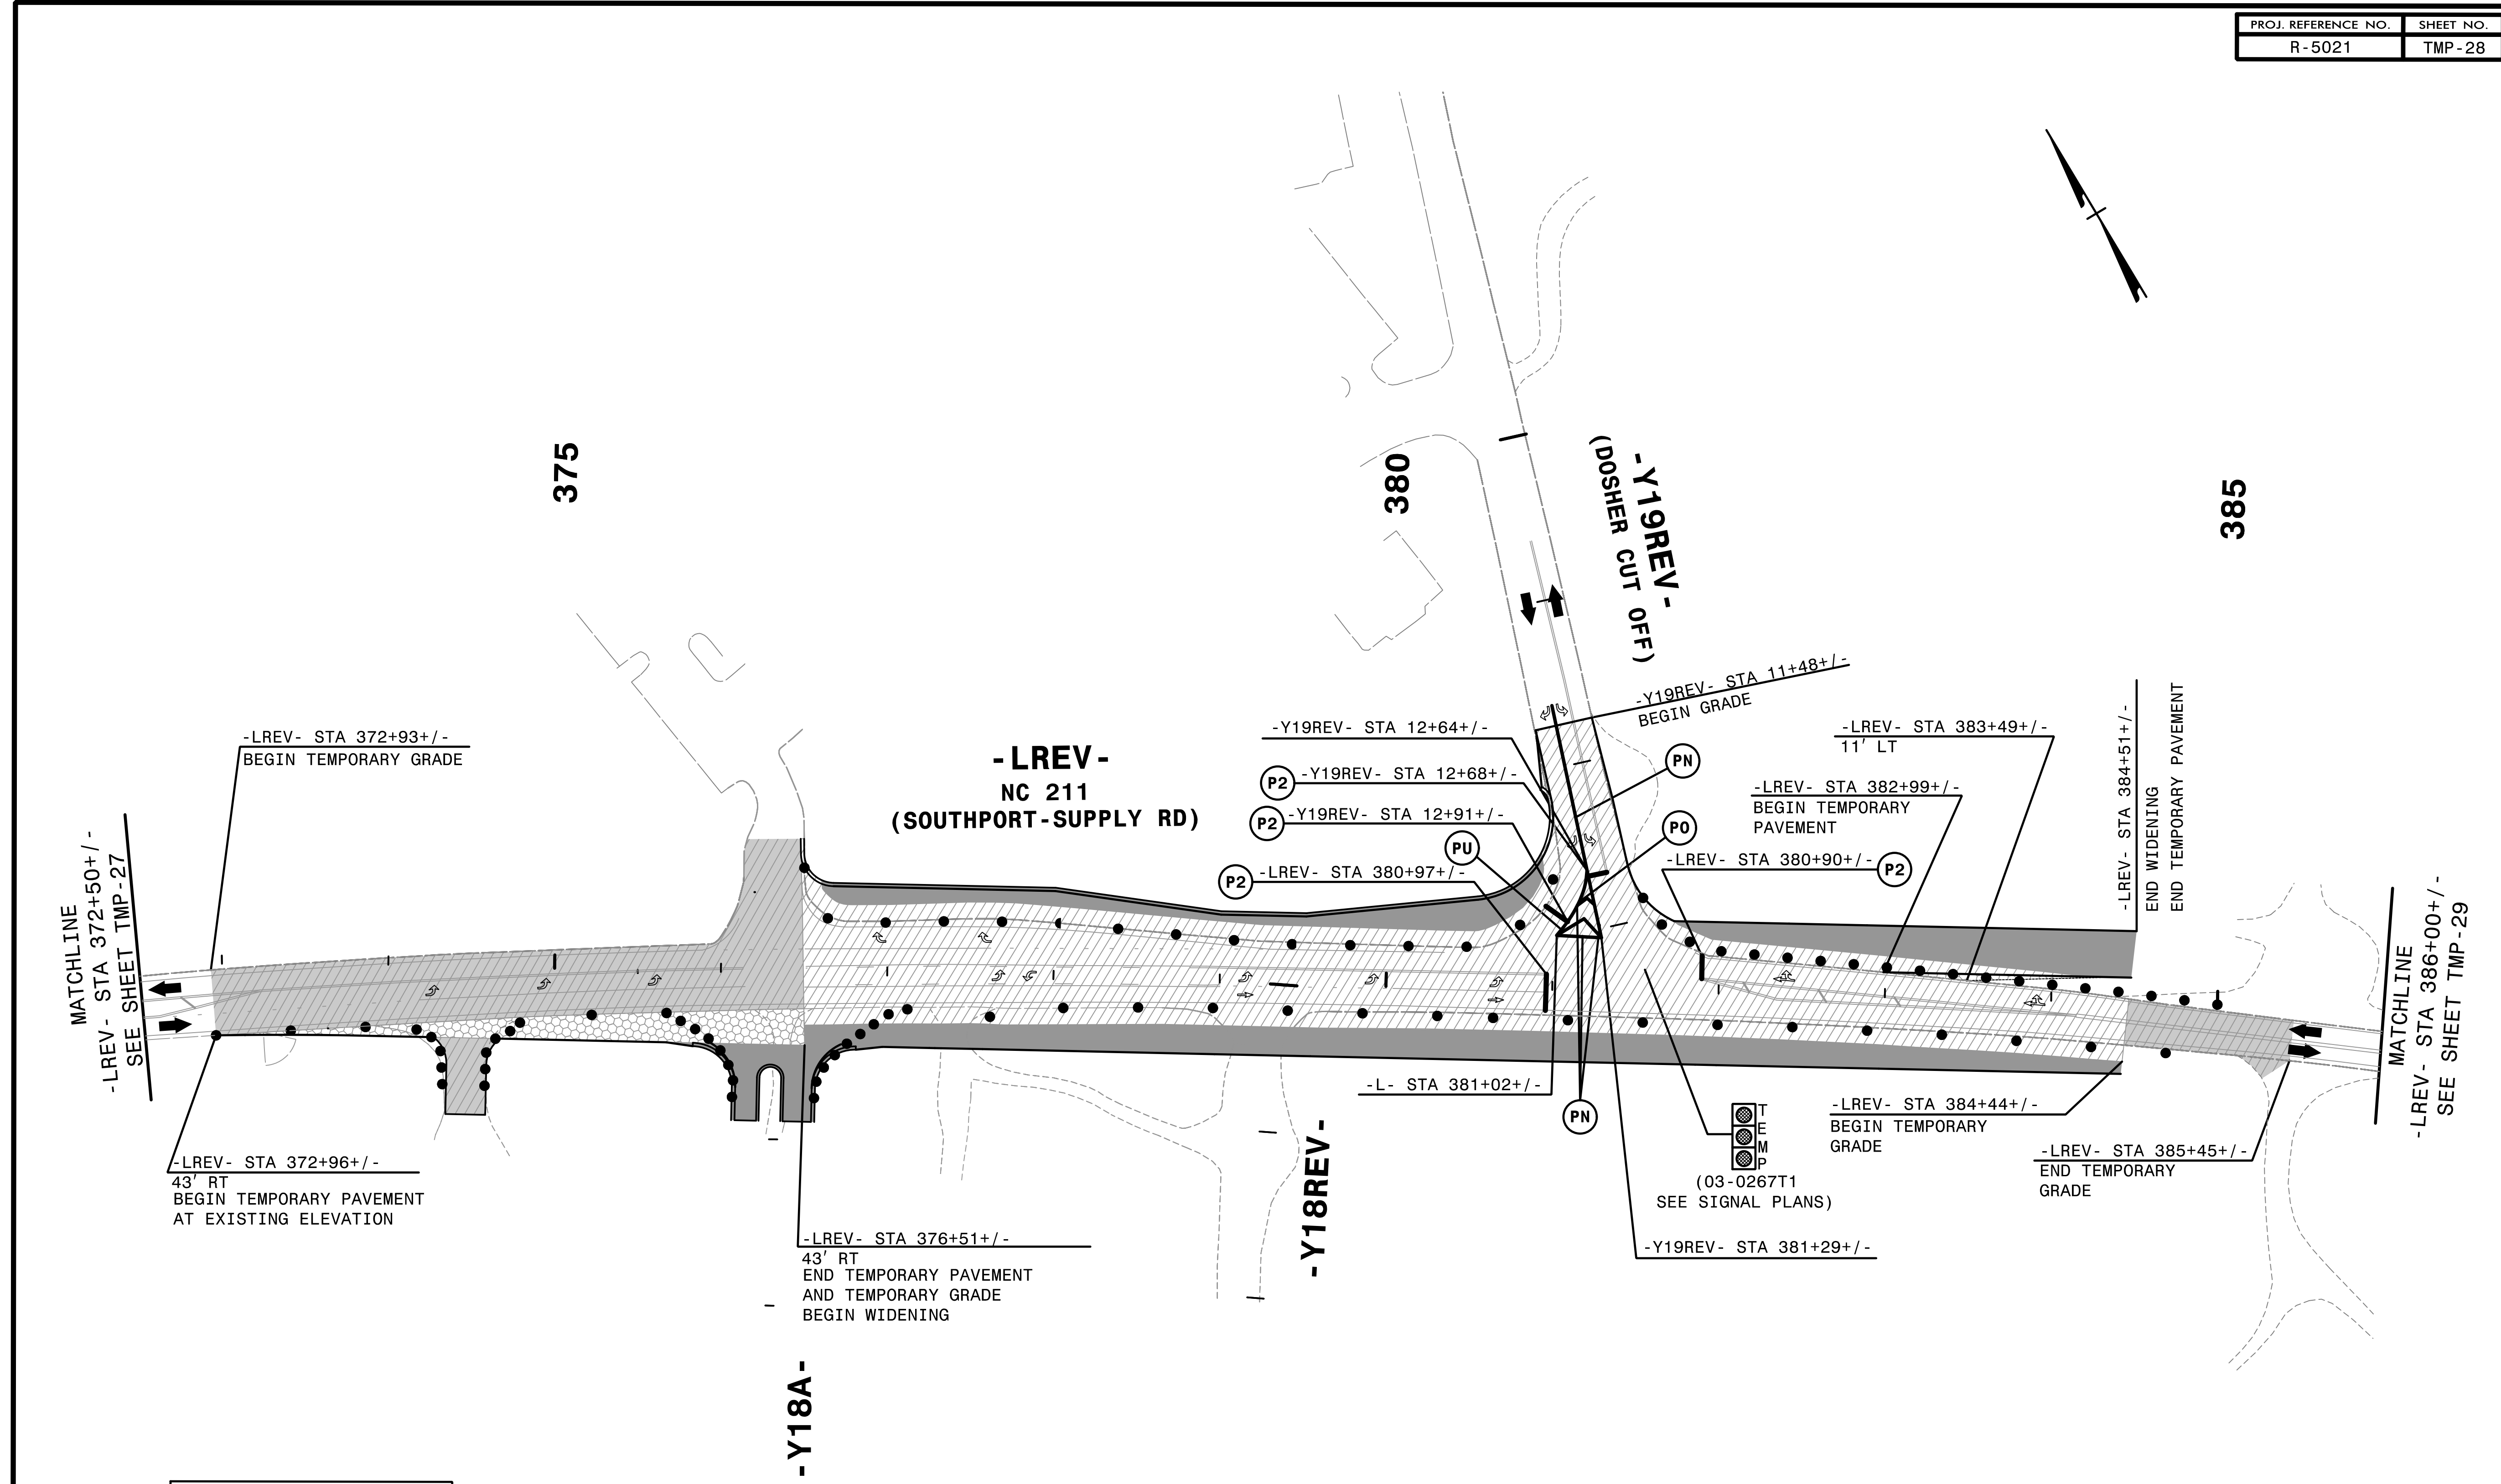 PROJ. REFERENCE NO.
SHEET NO.
R-5021
TMP-28
375
380
385
-Y19REV-
(DOSHER CUT OFF)
-LREV-
NC 211
(SOUTHPORT-SUPPLY RD)
MATCHLINE
-LREV- STA 372+50+/-
SEE SHEET TMP-27
-LREV- STA 372+93+/-
BEGIN TEMPORARY GRADE
-LREV- STA 372+96+/-
43' RT
BEGIN TEMPORARY PAVEMENT
AT EXISTING ELEVATION
-LREV- STA 376+51+/-
43' RT
END TEMPORARY PAVEMENT
AND TEMPORARY GRADE
BEGIN WIDENING
-Y18A-
-Y18REV-
-Y19REV- STA 12+64+/-
P2
-Y19REV- STA 12+68+/-
P2
-Y19REV- STA 12+91+/-
PU
P2
-LREV- STA 380+97+/-
-Y19REV- STA 11+48+/-
BEGIN GRADE
PN
PO
-LREV- STA 380+90+/-
P2
-LREV- STA 383+49+/-
11' LT
-LREV- STA 382+99+/-
BEGIN TEMPORARY
PAVEMENT
-LREV- STA 384+51+/-
END WIDENING
END TEMPORARY PAVEMENT
-L- STA 381+02+/-
PN
TEMP
(03-0267T1
SEE SIGNAL PLANS)
-Y19REV- STA 381+29+/-
-LREV- STA 384+44+/-
BEGIN TEMPORARY
GRADE
-LREV- STA 385+45+/-
END TEMPORARY
GRADE
MATCHLINE
-LREV- STA 386+00+/-
SEE SHEET TMP-29